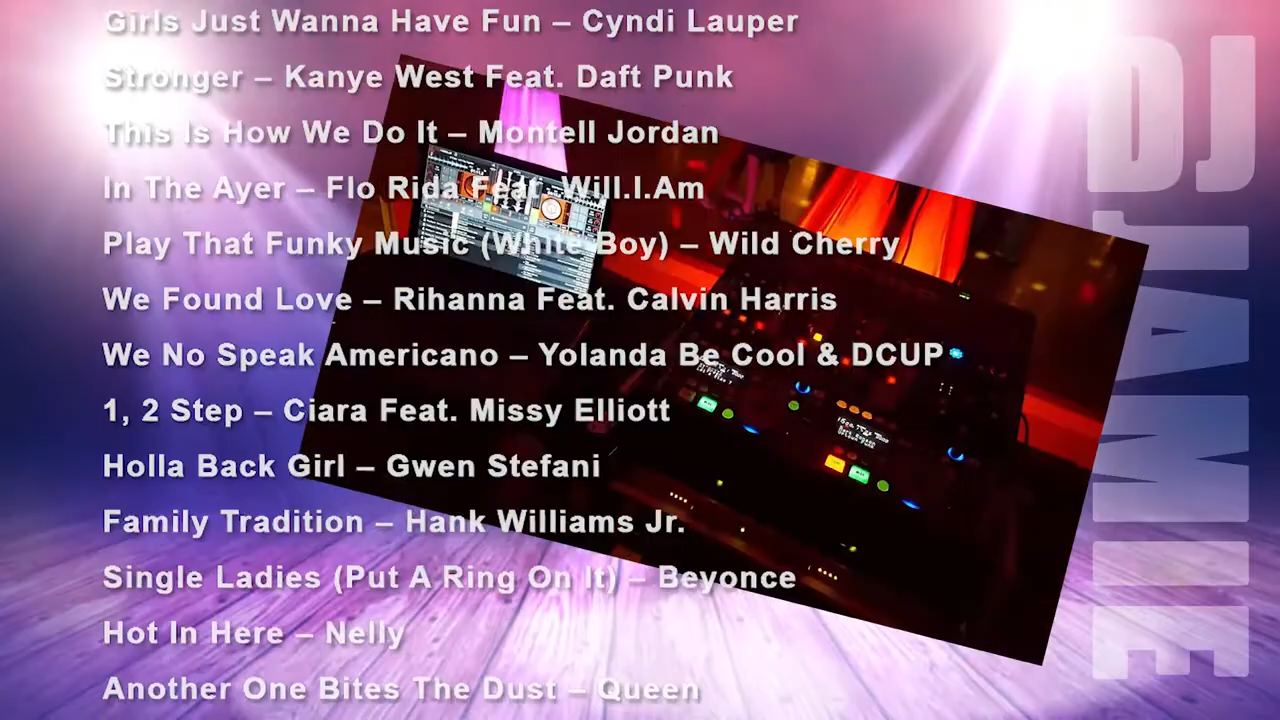 Girls Just Wanna Have Fun – Cyndi Lauper
Stronger – Kanye West Feat. Daft Punk
This Is How We Do It – Montell Jordan
In The Ayer – Flo Rida Feat. Will.I.Am
Play That Funky Music (White Boy) – Wild Cherry
We Found Love – Rihanna Feat. Calvin Harris
We No Speak Americano – Yolanda Be Cool & DCUP
1, 2 Step – Ciara Feat. Missy Elliott
Holla Back Girl – Gwen Stefani
Family Tradition – Hank Williams Jr.
Single Ladies (Put A Ring On It) – Beyonce
Hot In Here – Nelly
Another One Bites The Dust – Queen
DJ JAMIE